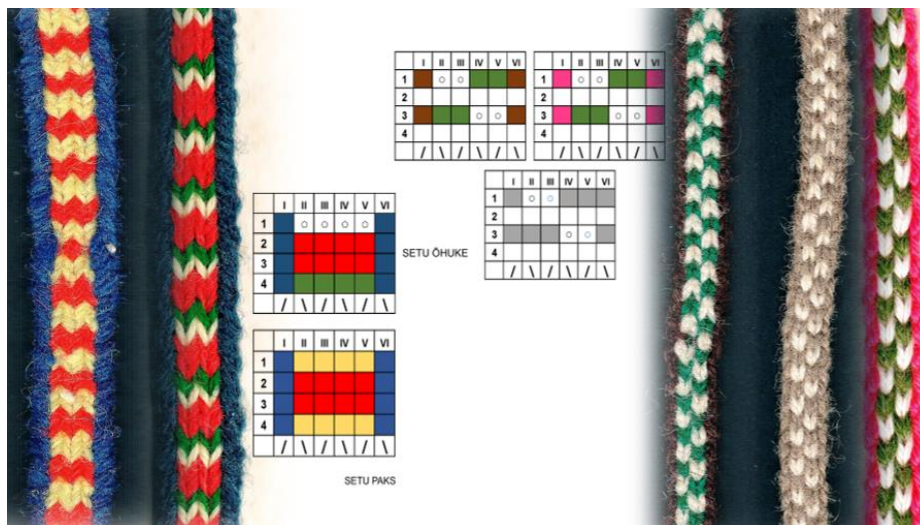 I II III IV V VI
1 ○ ○
2
3 ○ ○
4
/ \ / \ / \
I II III IV V VI
1 ○ ○
2
3 ○ ○
4
/ \ / \ / \
I II III IV V VI
1 ○ ○
2
3 ○ ○
4
/ \ / \ / \
I II III IV V VI
1 ○ ○ ○ ○
2
3
4
/ \ / \ / \
SETU ÕHUKE
I II III IV V VI
1
2
3
4
/ \ / \ / \
SETU PAKS